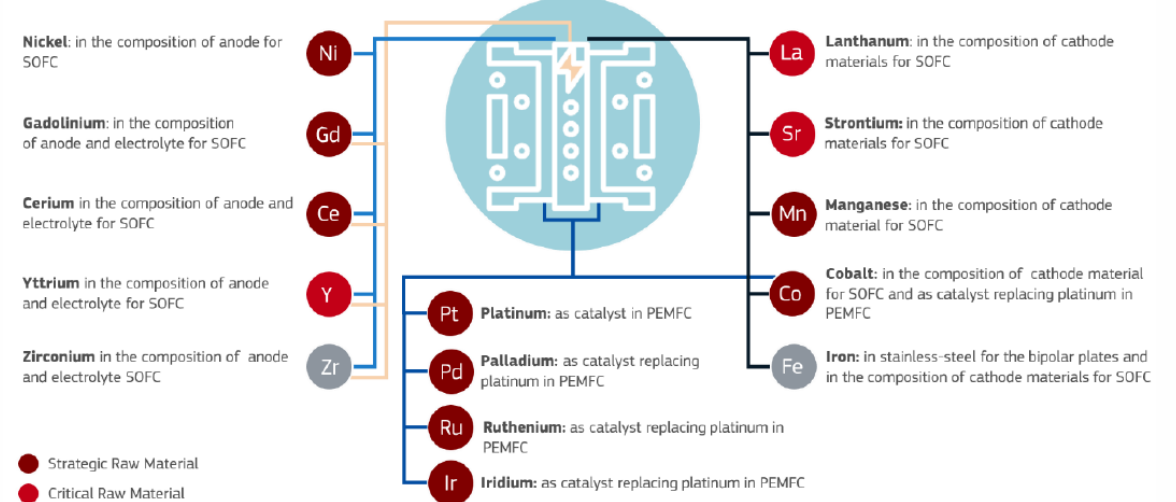 Nickel: in the composition of anode for
SOFC
Ni
Gadolinium: in the composition
of anode and electrolyte for SOFC
Gd
Cerium in the composition of anode and
electrolyte for SOFC
Ce
Yttrium in the composition of anode
and electrolyte for SOFC
Y
Zirconium in the composition of anode
and electrolyte SOFC
Zr
Strategic Raw Material
Critical Raw Material
Pt
Platinum: as catalyst in PEMFC
Pd
Palladium: as catalyst replacing
platinum in PEMFC
Ru
Ruthenium: as catalyst replacing platinum in
PEMFC
Ir
Iridium: as catalyst replacing platinum in PEMFC
La
Lanthanum: in the composition of cathode
materials for SOFC
Sr
Strontium: in the composition of cathode
materials for SOFC
Mn
Manganese: in the composition of cathode
material for SOFC
Co
Cobalt: in the composition of cathode material
for SOFC and as catalyst replacing platinum in
PEMFC
Fe
Iron: in stainless-steel for the bipolar plates and
in the composition of cathode materials for SOFC